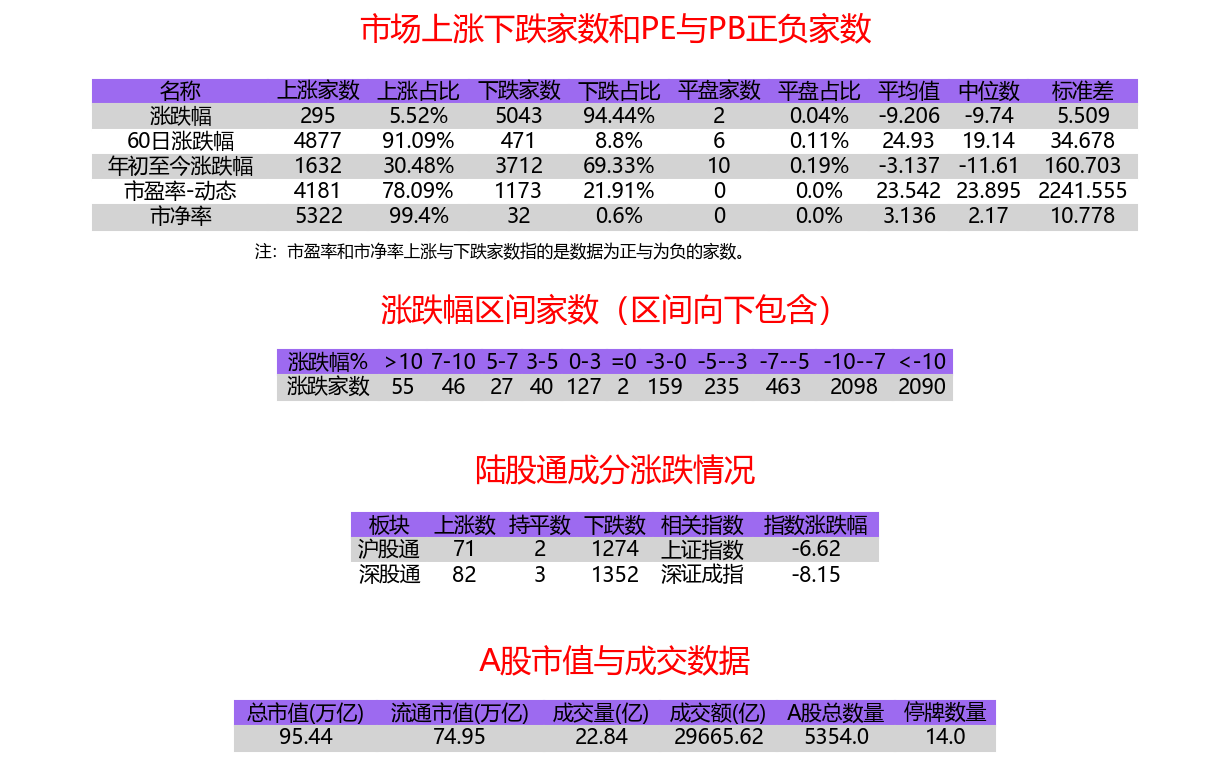 市场上涨下跌家数和PE与PB正负家数
名称 上涨家数 上涨占比 下跌家数 下跌占比 平盘家数 平盘占比 平均值 中位数 标准差
涨跌幅 295 5.52% 5043 94.44% 2 0.04% -9.206 -9.74 5.509
60日涨跌幅 4877 91.09% 471 8.8% 6 0.11% 24.93 19.14 34.678
年初至今涨跌幅 1632 30.48% 3712 69.33% 10 0.19% -3.137 -11.61 160.703
市盈率-动态 4181 78.09% 1173 21.91% 0 0.0% 23.542 23.895 2241.555
市净率 5322 99.4% 32 0.6% 0 0.0% 3.136 2.17 10.778
注：市盈率和市净率上涨与下跌家数指的是数据为正与为负的家数。
涨跌幅区间家数（区间向下包含）
涨跌幅% >10 7-10 5-7 3-5 0-3 =0 -3-0 -5--3 -7--5 -10--7 <-10
涨跌家数 55 46 27 40 127 2 159 235 463 2098 2090
陆股通成分涨跌情况
板块 上涨数 持平数 下跌数 相关指数 指数涨跌幅
沪股通 71 2 1274 上证指数 -6.62
深股通 82 3 1352 深证成指 -8.15
A股市值与成交数据
总市值(万亿) 流通市值(万亿) 成交量(亿) 成交额(亿) A股总数量 停牌数量
95.44 74.95 22.84 29665.62 5354.0 14.0